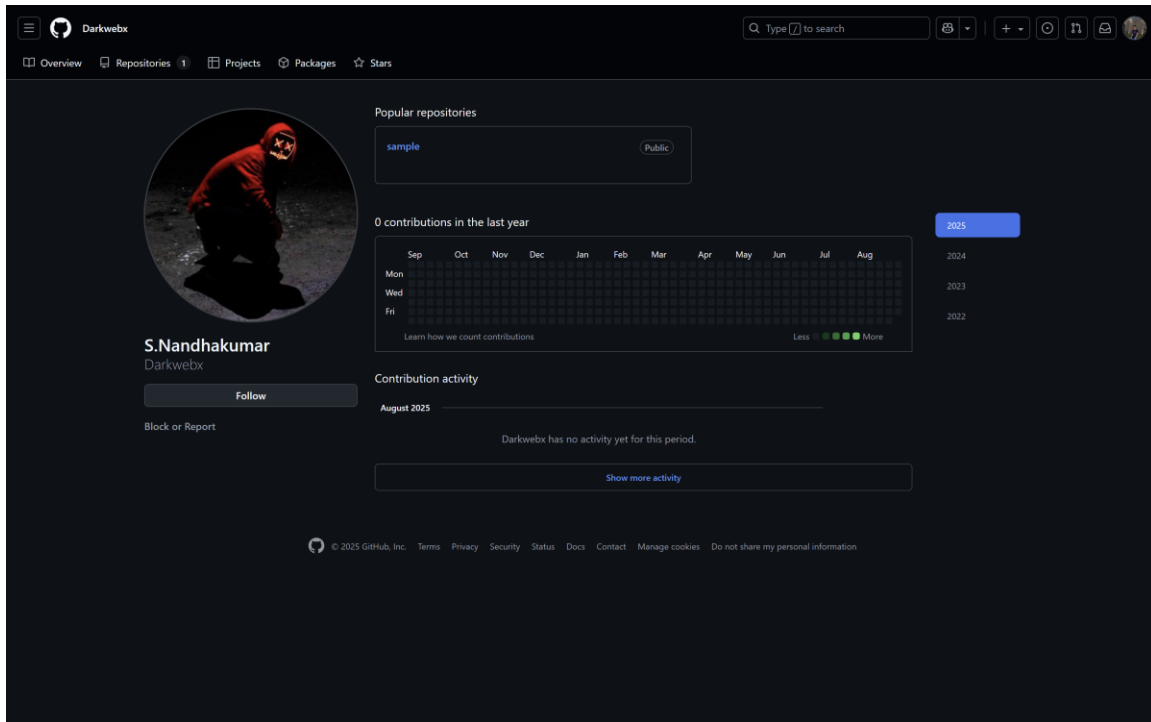 Darkwebx
Type / to search
Overview
Repositories 1
Projects
Packages
Stars
Popular repositories
sample
Public
0 contributions in the last year
2025
2024
2023
2022
Sep Oct Nov Dec Jan Feb Mar Apr May Jun Jul Aug
Mon
Wed
Fri
Learn how we count contributions
Less More
S.Nandhakumar
Darkwebx
Follow
Block or Report
Contribution activity
August 2025
Darkwebx has no activity yet for this period.
Show more activity
© 2025 GitHub, Inc. Terms Privacy Security Status Docs Contact Manage cookies Do not share my personal information